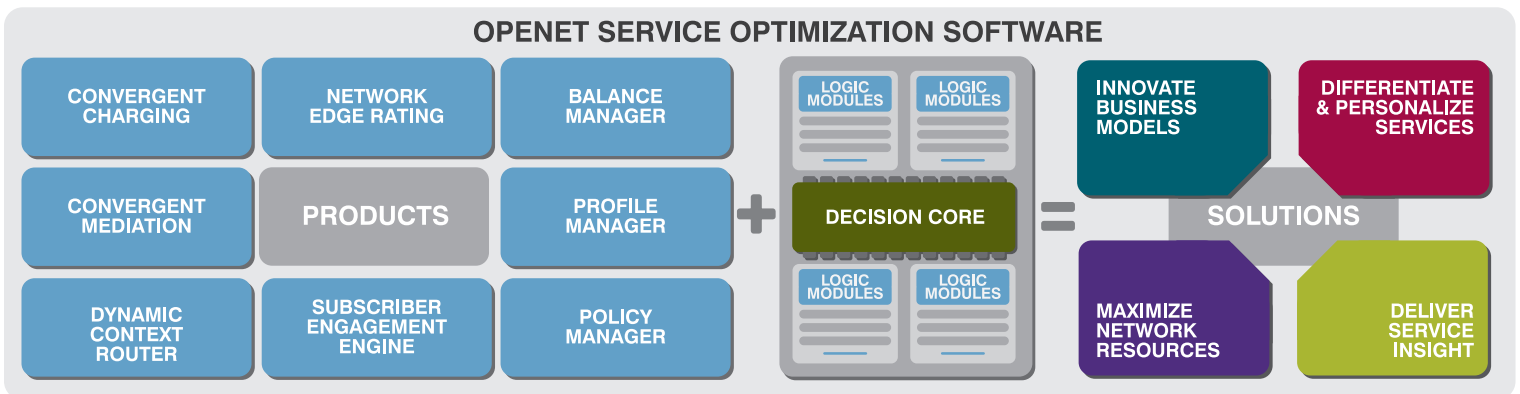 OPENET SERVICE OPTIMIZATION SOFTWARE
CONVERGENT
CHARGING
NETWORK
EDGE RATING
BALANCE
MANAGER
CONVERGENT
MEDIATION
PRODUCTS
PROFILE
MANAGER
DYNAMIC
CONTEXT
ROUTER
SUBSCRIBER
ENGAGEMENT
ENGINE
POLICY
MANAGER
+
LOGIC
MODULES
LOGIC
MODULES
DECISION CORE
LOGIC
MODULES
LOGIC
MODULES
=
INNOVATE
BUSINESS
MODELS
DIFFERENTIATE
& PERSONALIZE
SERVICES
SOLUTIONS
MAXIMIZE
NETWORK
RESOURCES
DELIVER
SERVICE
INSIGHT